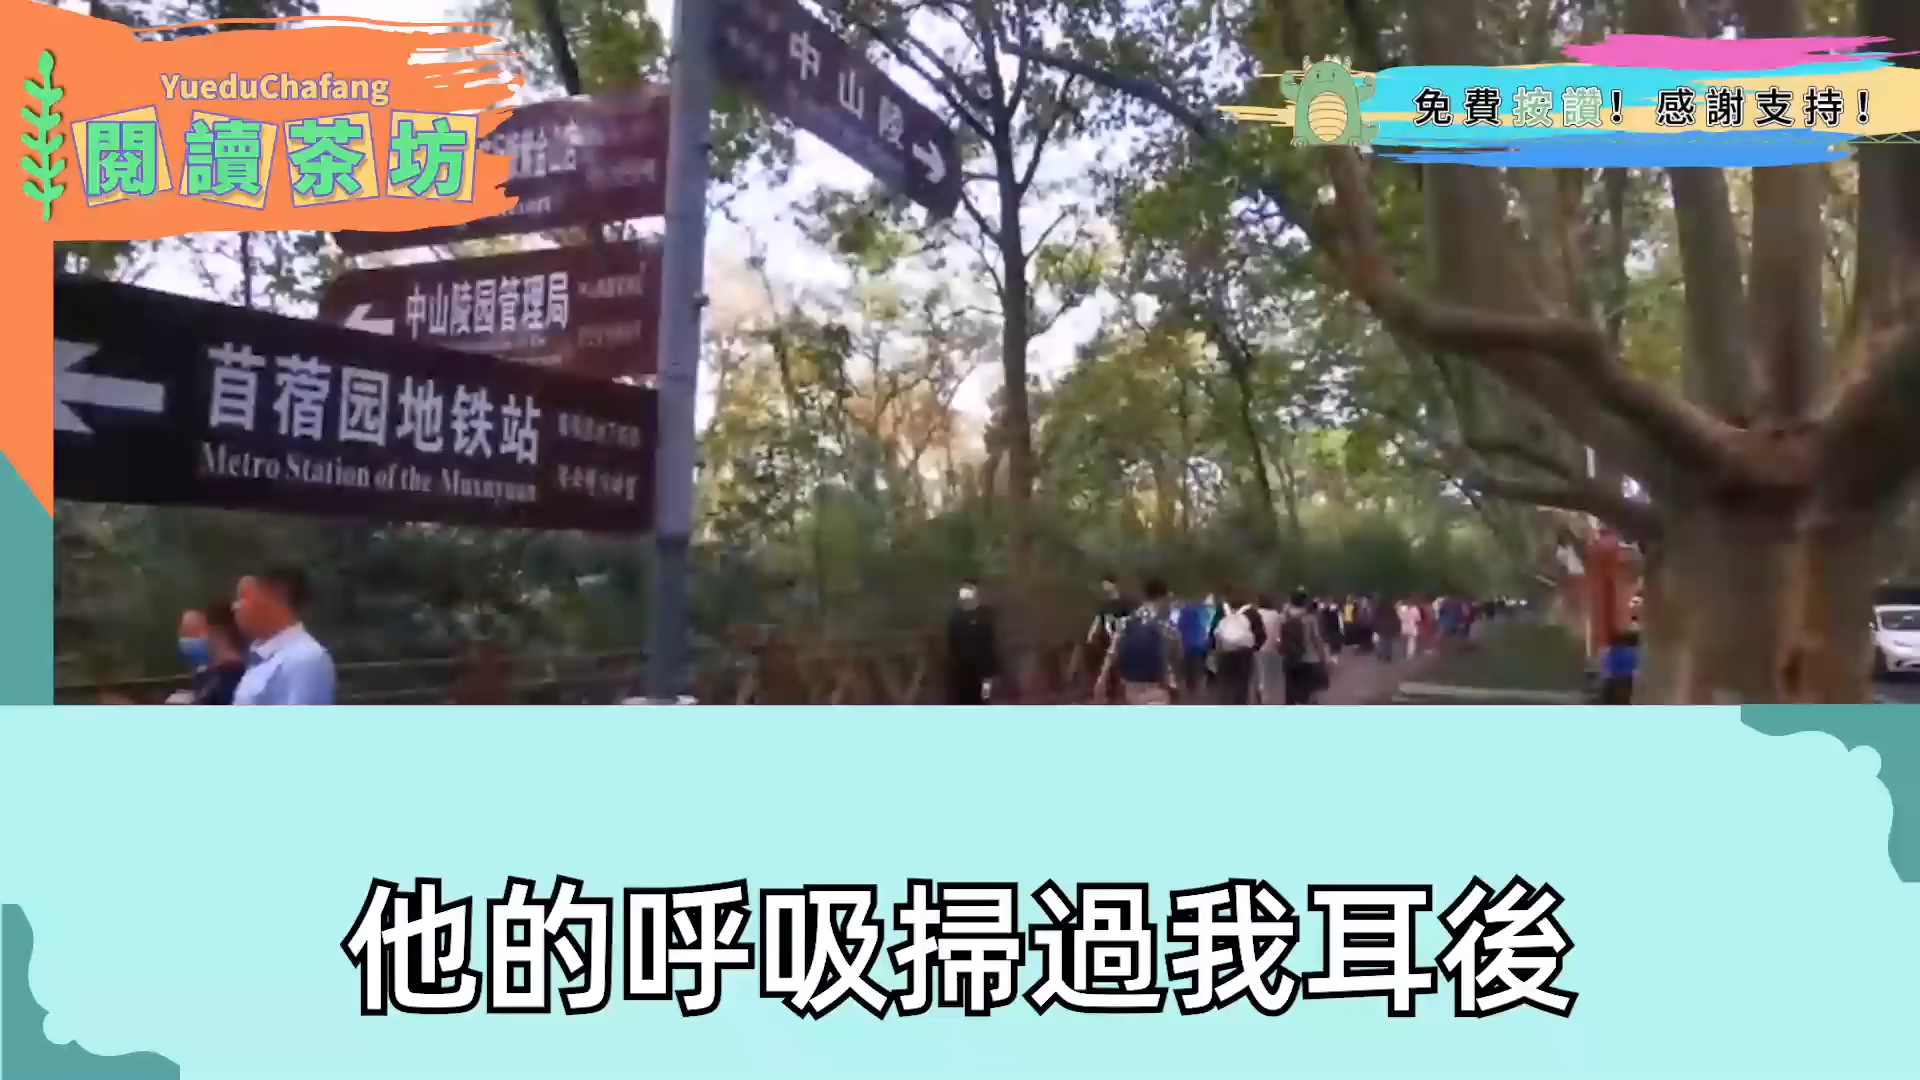 YueduChafang
閱讀茶坊
免費按讚！感謝支持！
中山陵
中山陵园管理局
苜蓿园地铁站
Metro Station of the Muxuyuan
他的呼吸掃過我耳後